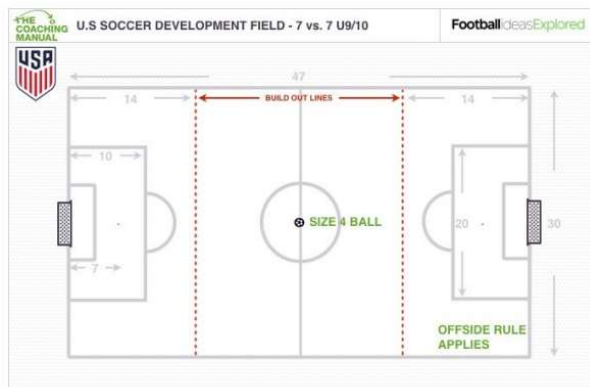 THE
COACHING
MANUAL
U.S SOCCER DEVELOPMENT FIELD - 7 vs. 7 U9/10
FootballIdeasExplored
USA
47
14
BUILD OUT LINES
14
10
SIZE 4 BALL
20
30
7
OFFSIDE RULE
APPLIES